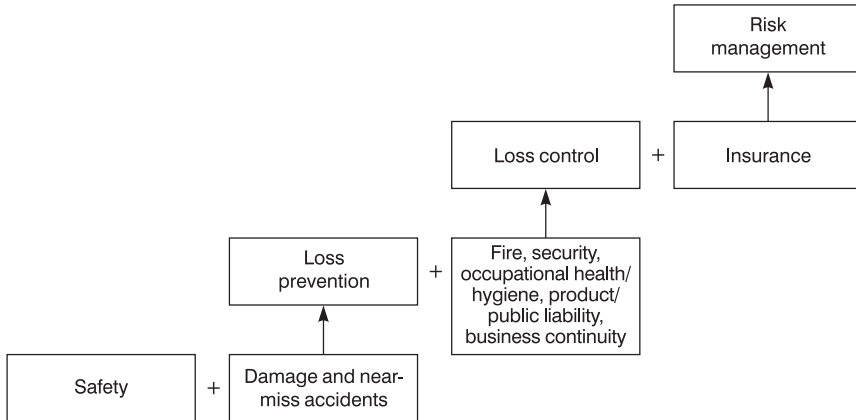 Risk
management
Loss control
+
Insurance
Loss
prevention
+
Fire, security,
occupational health/
hygiene, product/
public liability,
business continuity
Safety
+
Damage and near-
miss accidents